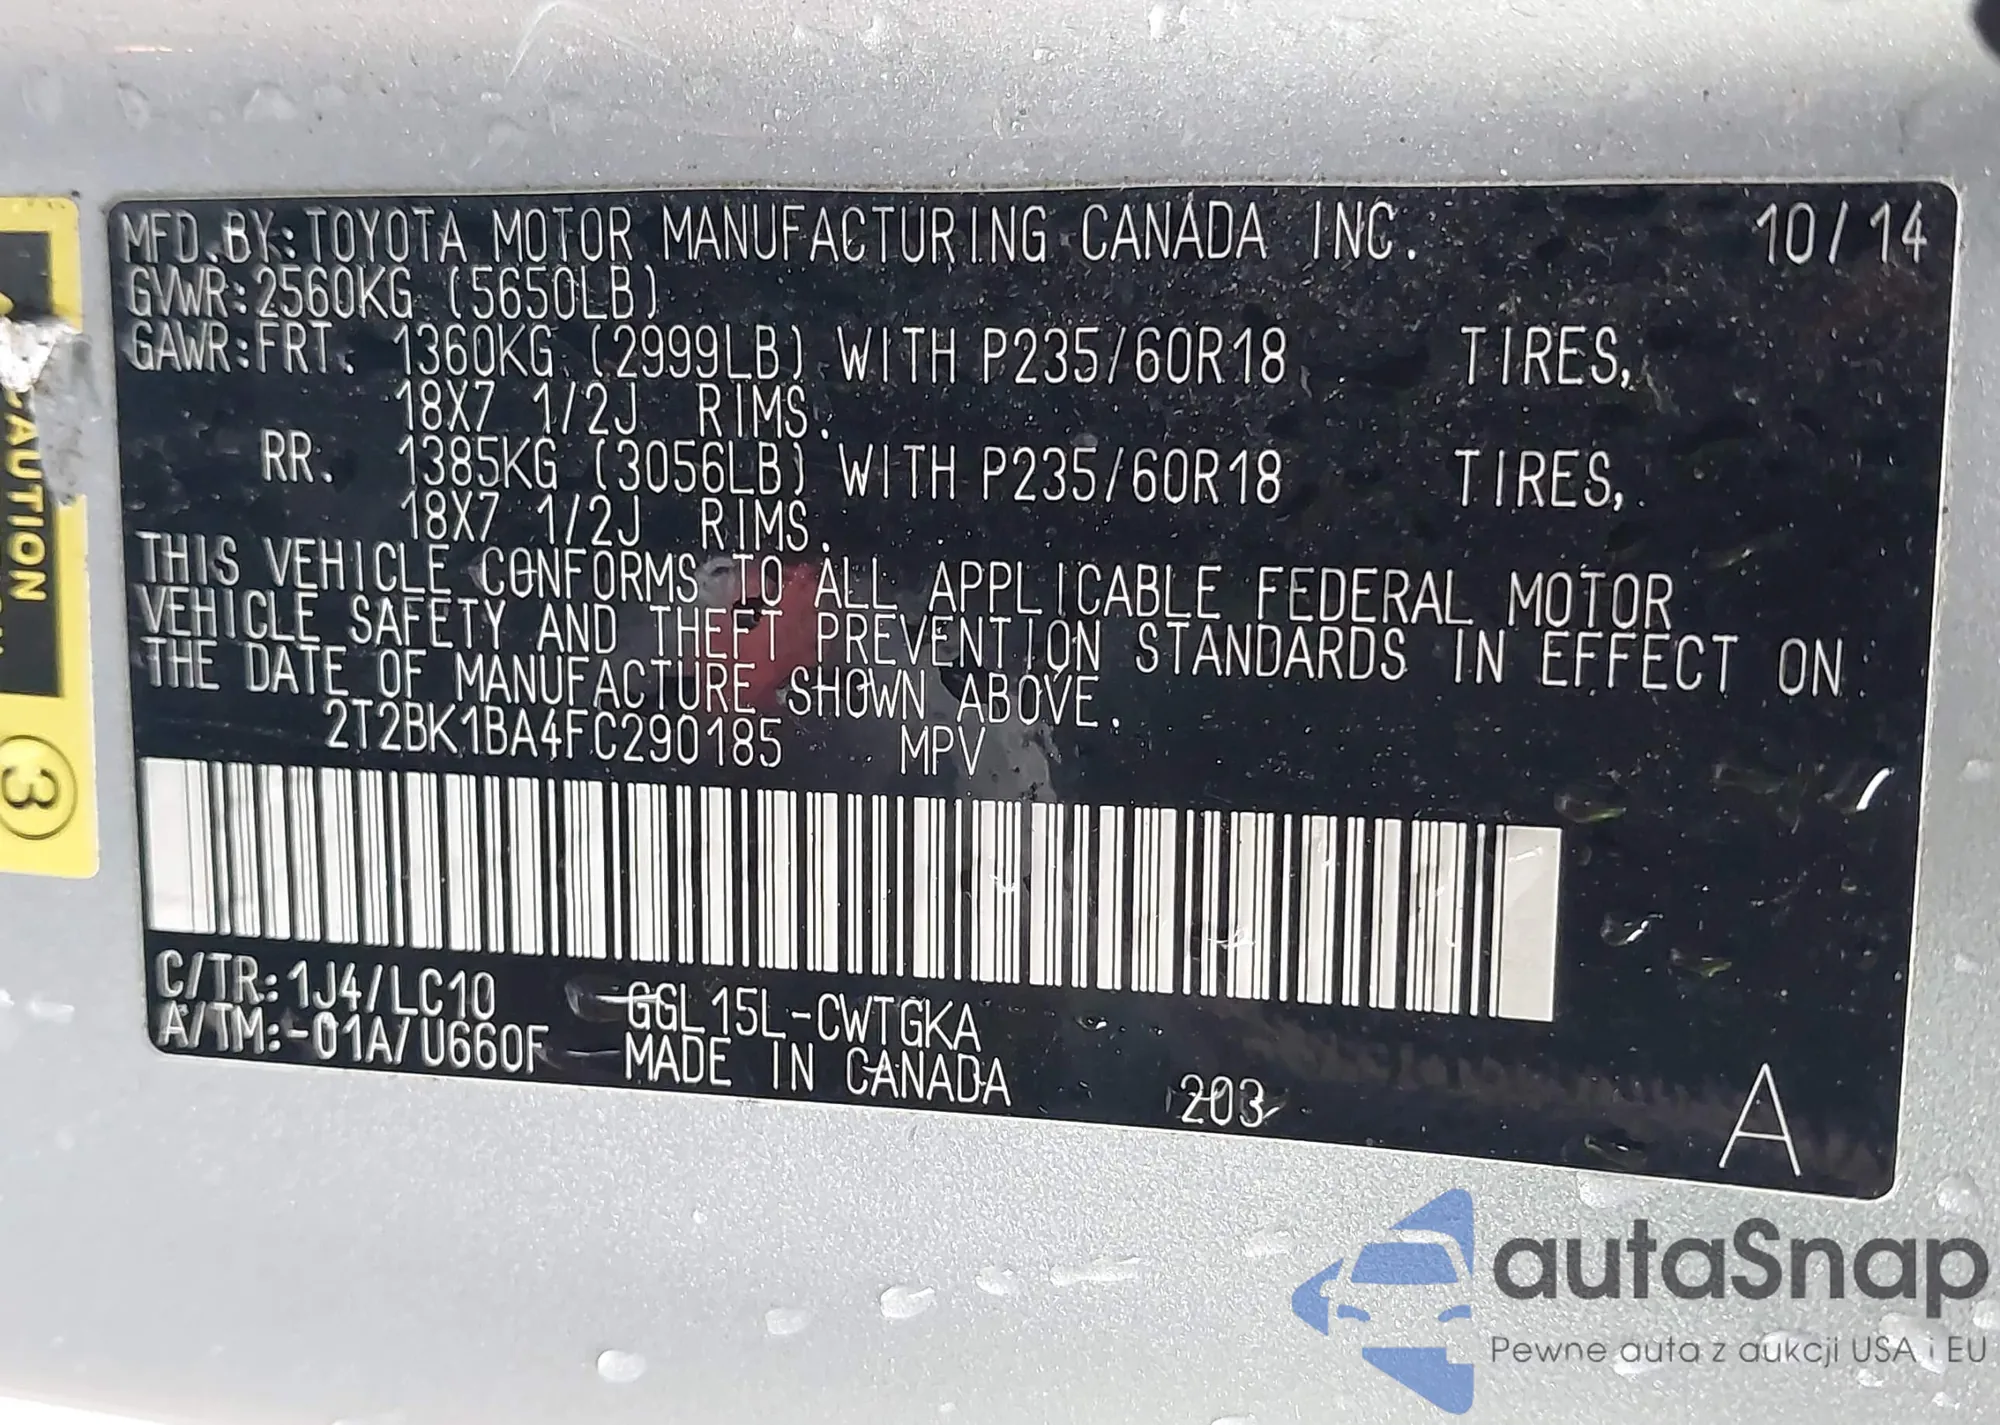 MFD.BY:TOYOTA MOTOR MANUFACTURING CANADA INC. 10/14
GVWR:2560KG (5650LB)
GAWR:FRT. 1360KG (2999LB) WITH P235/60R18 TIRES,
18X7 1/2J RIMS.
RR. 1385KG (3056LB) WITH P235/60R18 TIRES,
18X7 1/2J RIMS.
THIS VEHICLE CONFORMS TO ALL APPLICABLE FEDERAL MOTOR
VEHICLE SAFETY AND THEFT PREVENTION STANDARDS IN EFFECT ON
THE DATE OF MANUFACTURE SHOWN ABOVE.
2T2BK1BA4FC290185 MPV
C/TR:1J4/LC10 GGL15L-CWTGKA
A/TM:-01A/U660F MADE IN CANADA 203 A
CAUTION
3
autaSnap
Pewne auta z aukcji USA i EU